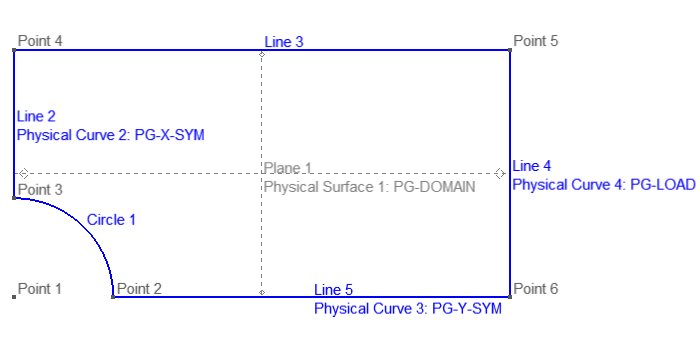 Point 4
Line 3
Point 5
Line 2
Physical Curve 2: PG-X-SYM
Plane 1
Physical Surface 1: PG-DOMAIN
Line 4
Physical Curve 4: PG-LOAD
Point 3
Circle 1
Point 1
Point 2
Line 5
Physical Curve 3: PG-Y-SYM
Point 6